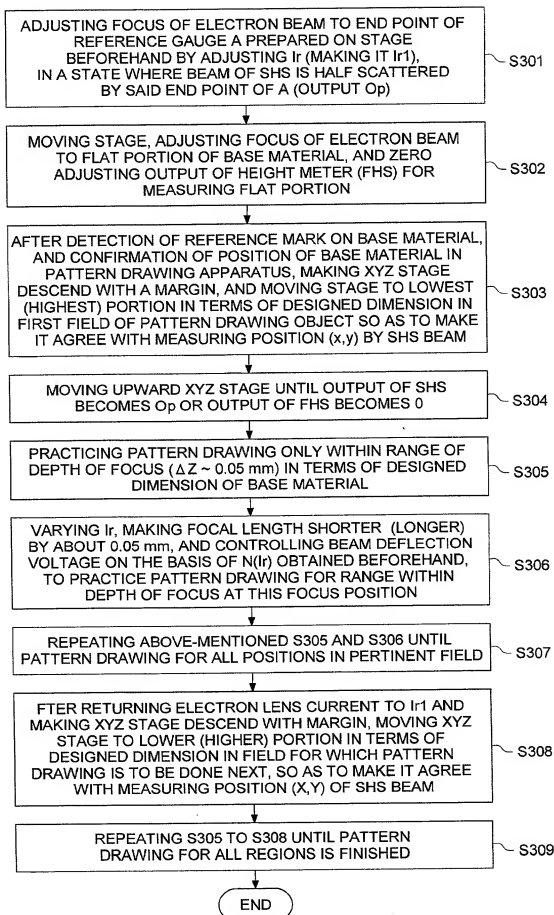 ADJUSTING FOCUS OF ELECTRON BEAM TO END POINT OF
REFERENCE GAUGE A PREPARED ON STAGE
BEFOREHAND BY ADJUSTING Ir (MAKING IT Ir1),
IN A STATE WHERE BEAM OF SHS IS HALF SCATTERED
BY SAID END POINT OF A (OUTPUT Op)
S301
MOVING STAGE, ADJUSTING FOCUS OF ELECTRON BEAM
TO FLAT PORTION OF BASE MATERIAL, AND ZERO
ADJUSTING OUTPUT OF HEIGHT METER (FHS) FOR
MEASURING FLAT PORTION
S302
AFTER DETECTION OF REFERENCE MARK ON BASE MATERIAL,
AND CONFIRMATION OF POSITION OF BASE MATERIAL IN
PATTERN DRAWING APPARATUS, MAKING XYZ STAGE
DESCEND WITH A MARGIN, AND MOVING STAGE TO LOWEST
(HIGHEST) PORTION IN TERMS OF DESIGNED DIMENSION IN
FIRST FIELD OF PATTERN DRAWING OBJECT SO AS TO MAKE
IT AGREE WITH MEASURING POSITION (x,y) BY SHS BEAM
S303
MOVING UPWARD XYZ STAGE UNTIL OUTPUT OF SHS
BECOMES Op OR OUTPUT OF FHS BECOMES 0
S304
PRACTICING PATTERN DRAWING ONLY WITHIN RANGE OF
DEPTH OF FOCUS (ΔZ ~ 0.05 mm) IN TERMS OF DESIGNED
DIMENSION OF BASE MATERIAL
S305
VARYING Ir, MAKING FOCAL LENGTH SHORTER (LONGER)
BY ABOUT 0.05 mm, AND CONTROLLING BEAM DEFLECTION
VOLTAGE ON THE BASIS OF N(Ir) OBTAINED BEFOREHAND,
TO PRACTICE PATTERN DRAWING FOR RANGE WITHIN
DEPTH OF FOCUS AT THIS FOCUS POSITION
S306
REPEATING ABOVE-MENTIONED S305 AND S306 UNTIL
PATTERN DRAWING FOR ALL POSITIONS IN PERTINENT FIELD
S307
FTER RETURNING ELECTRON LENS CURRENT TO Ir1 AND
MAKING XYZ STAGE DESCEND WITH MARGIN, MOVING XYZ
STAGE TO LOWER (HIGHER) PORTION IN TERMS OF
DESIGNED DIMENSION IN FIELD FOR WHICH PATTERN
DRAWING IS TO BE DONE NEXT, SO AS TO MAKE IT AGREE
WITH MEASURING POSITION (X,Y) OF SHS BEAM
S308
REPEATING S305 TO S308 UNTIL PATTERN
DRAWING FOR ALL REGIONS IS FINISHED
S309
END